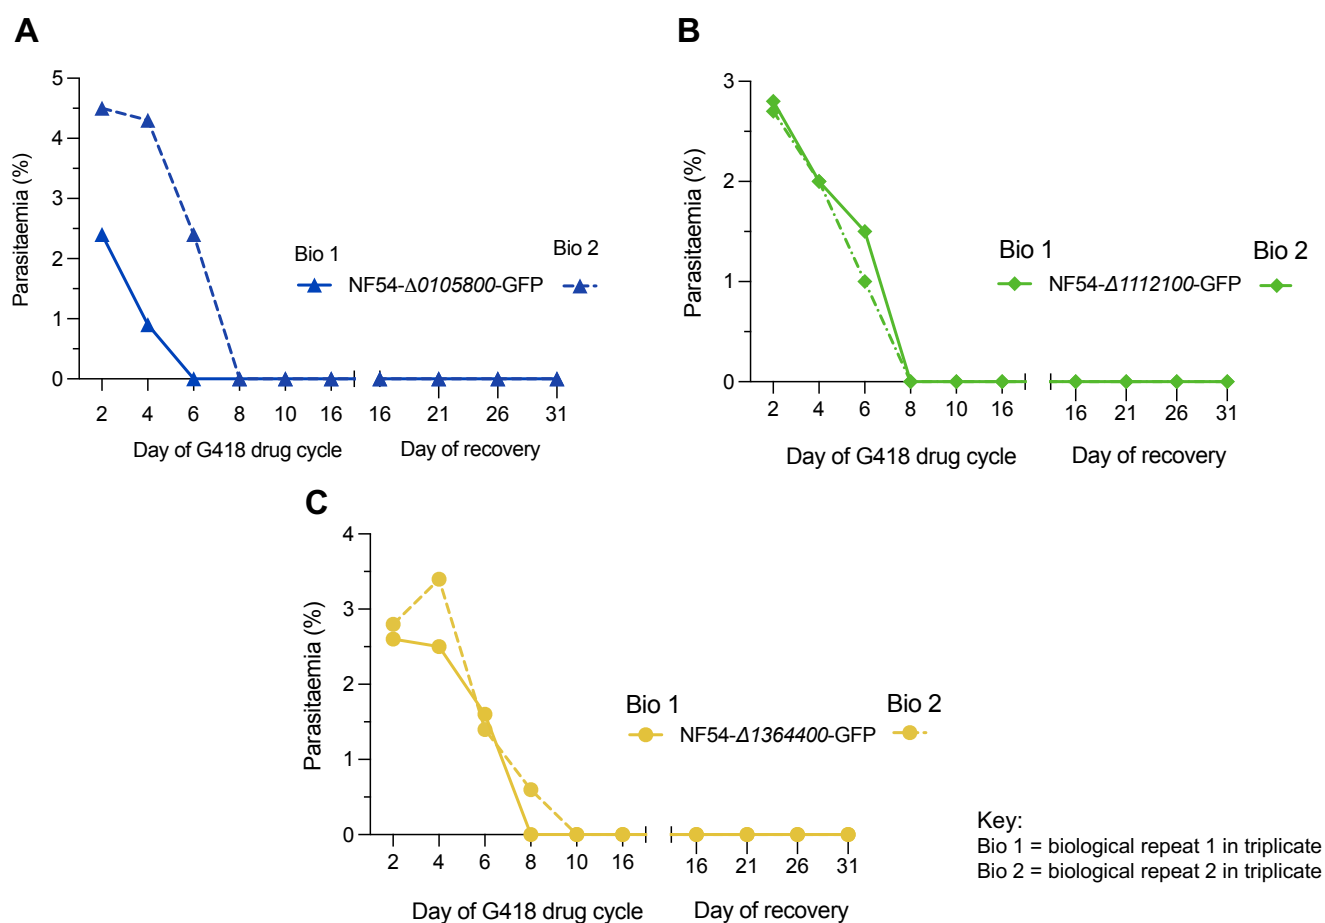 A
5
4
3
2
1
0
Parasitaemia (%)
Bio 1
Bio 2
NF54-Δ0105800-GFP
2 4 6 8 10 16 16 21 26 31
Day of G418 drug cycle
Day of recovery
B
3
2
1
0
Parasitaemia (%)
Bio 1
Bio 2
NF54-Δ1112100-GFP
2 4 6 8 10 16 16 21 26 31
Day of G418 drug cycle
Day of recovery
C
4
3
2
1
0
Parasitaemia (%)
Bio 1
Bio 2
NF54-Δ1364400-GFP
2 4 6 8 10 16 16 21 26 31
Day of G418 drug cycle
Day of recovery
Key:
Bio 1 = biological repeat 1 in triplicate
Bio 2 = biological repeat 2 in triplicate